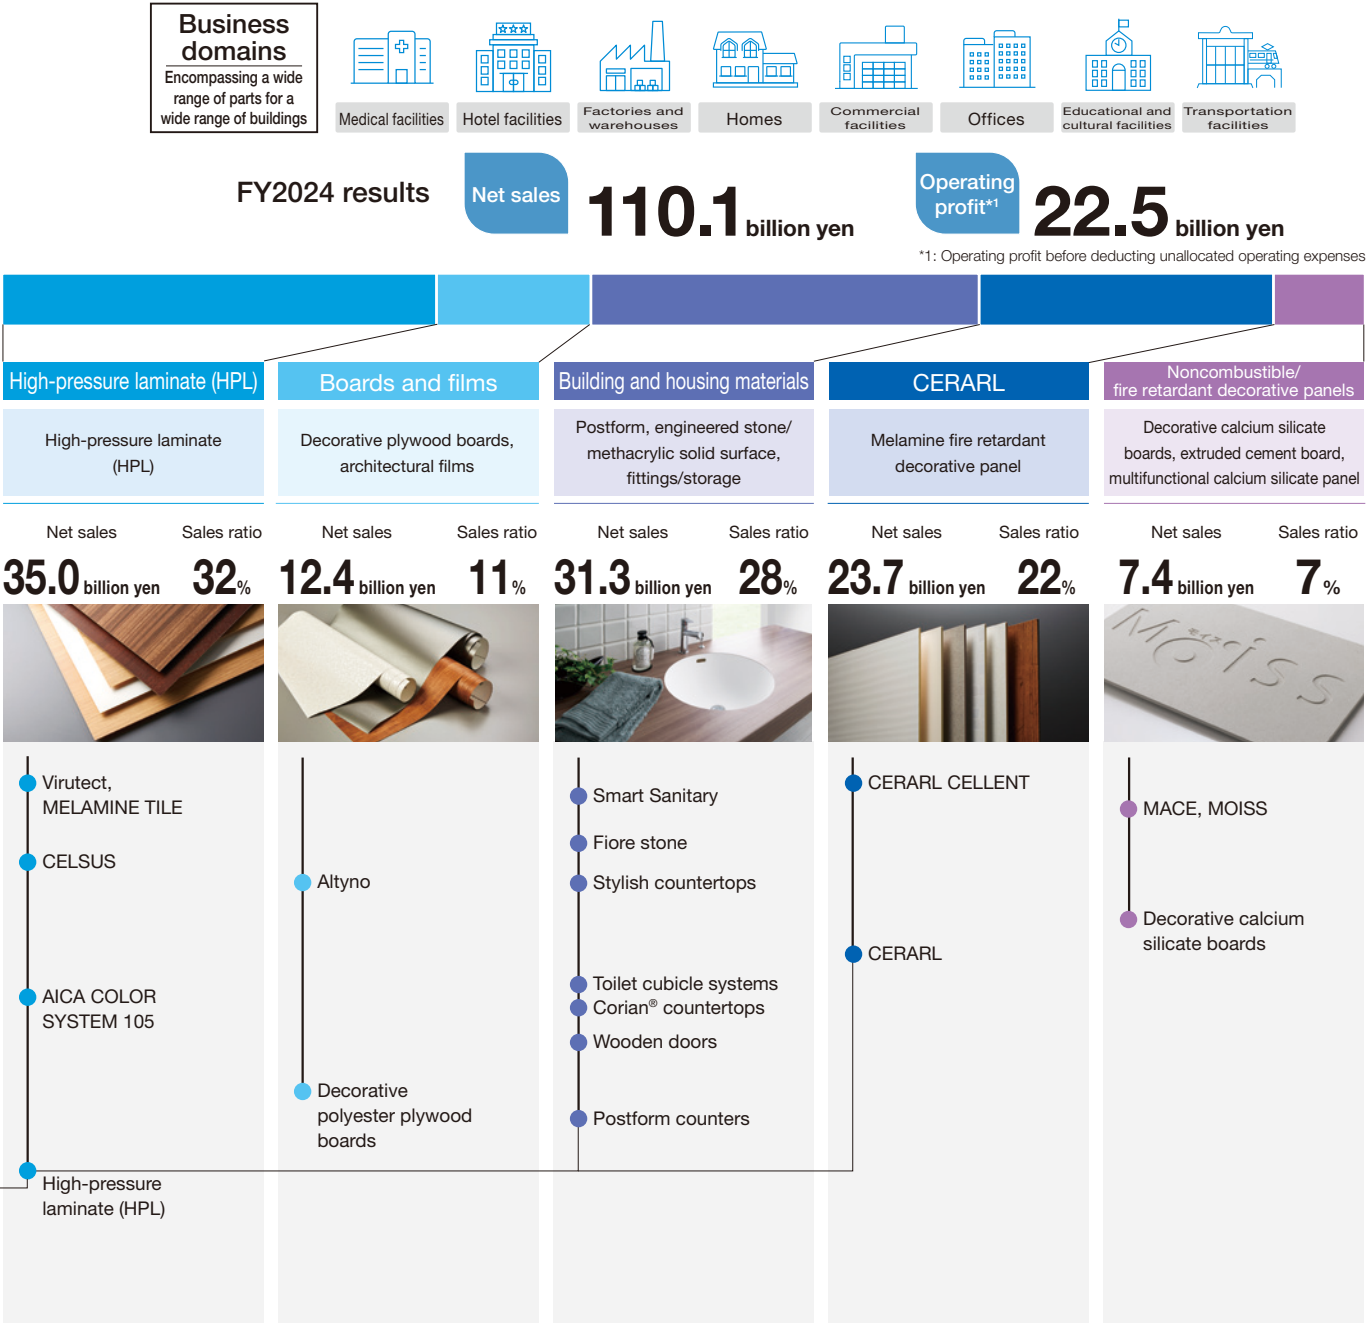 Business
domains
Encompassing a wide
range of parts for a
wide range of buildings
Medical facilities
Hotel facilities
Factories and
warehouses
Homes
Commercial
facilities
Offices
Educational and
cultural facilities
Transportation
facilities
FY2024 results
Net sales
110.1 billion yen
Operating
profit*1
22.5 billion yen
*1: Operating profit before deducting unallocated operating expenses
High-pressure laminate (HPL)
High-pressure laminate
(HPL)
Net sales Sales ratio
35.0 billion yen 32%
Virutect,
MELAMINE TILE
CELSUS
AICA COLOR
SYSTEM 105
High-pressure
laminate (HPL)
Boards and films
Decorative plywood boards,
architectural films
Net sales Sales ratio
12.4 billion yen 11%
Altyno
Decorative
polyester plywood
boards
Building and housing materials
Postform, engineered stone/
methacrylic solid surface,
fittings/storage
Net sales Sales ratio
31.3 billion yen 28%
Smart Sanitary
Fiore stone
Stylish countertops
Toilet cubicle systems
Corian® countertops
Wooden doors
Postform counters
CERARL
Melamine fire retardant
decorative panel
Net sales Sales ratio
23.7 billion yen 22%
CERARL CELLENT
CERARL
Noncombustible/
fire retardant decorative panels
Decorative calcium silicate
boards, extruded cement board,
multifunctional calcium silicate panel
Net sales Sales ratio
7.4 billion yen 7%
モイス
Moiss
MACE, MOISS
Decorative calcium
silicate boards